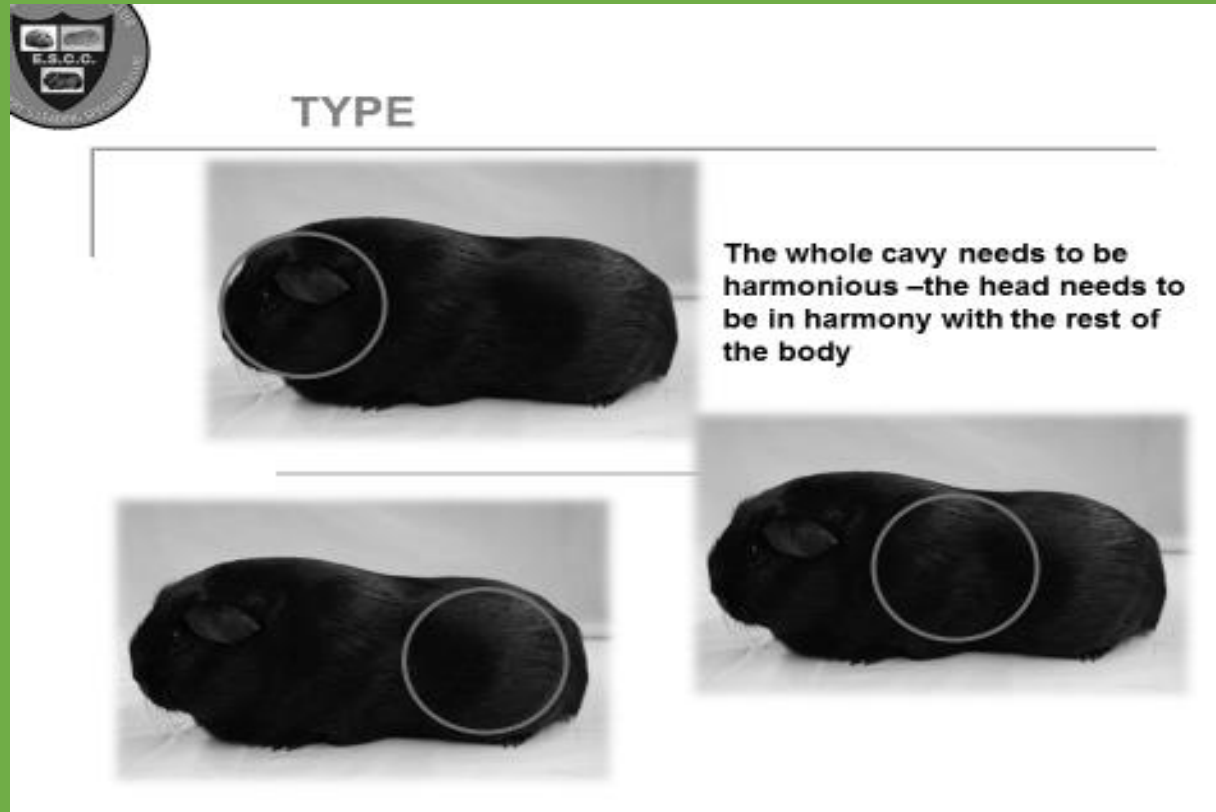 E.S.C.C.
TYPE
The whole cavy needs to be
harmonious –the head needs to
be in harmony with the rest of
the body